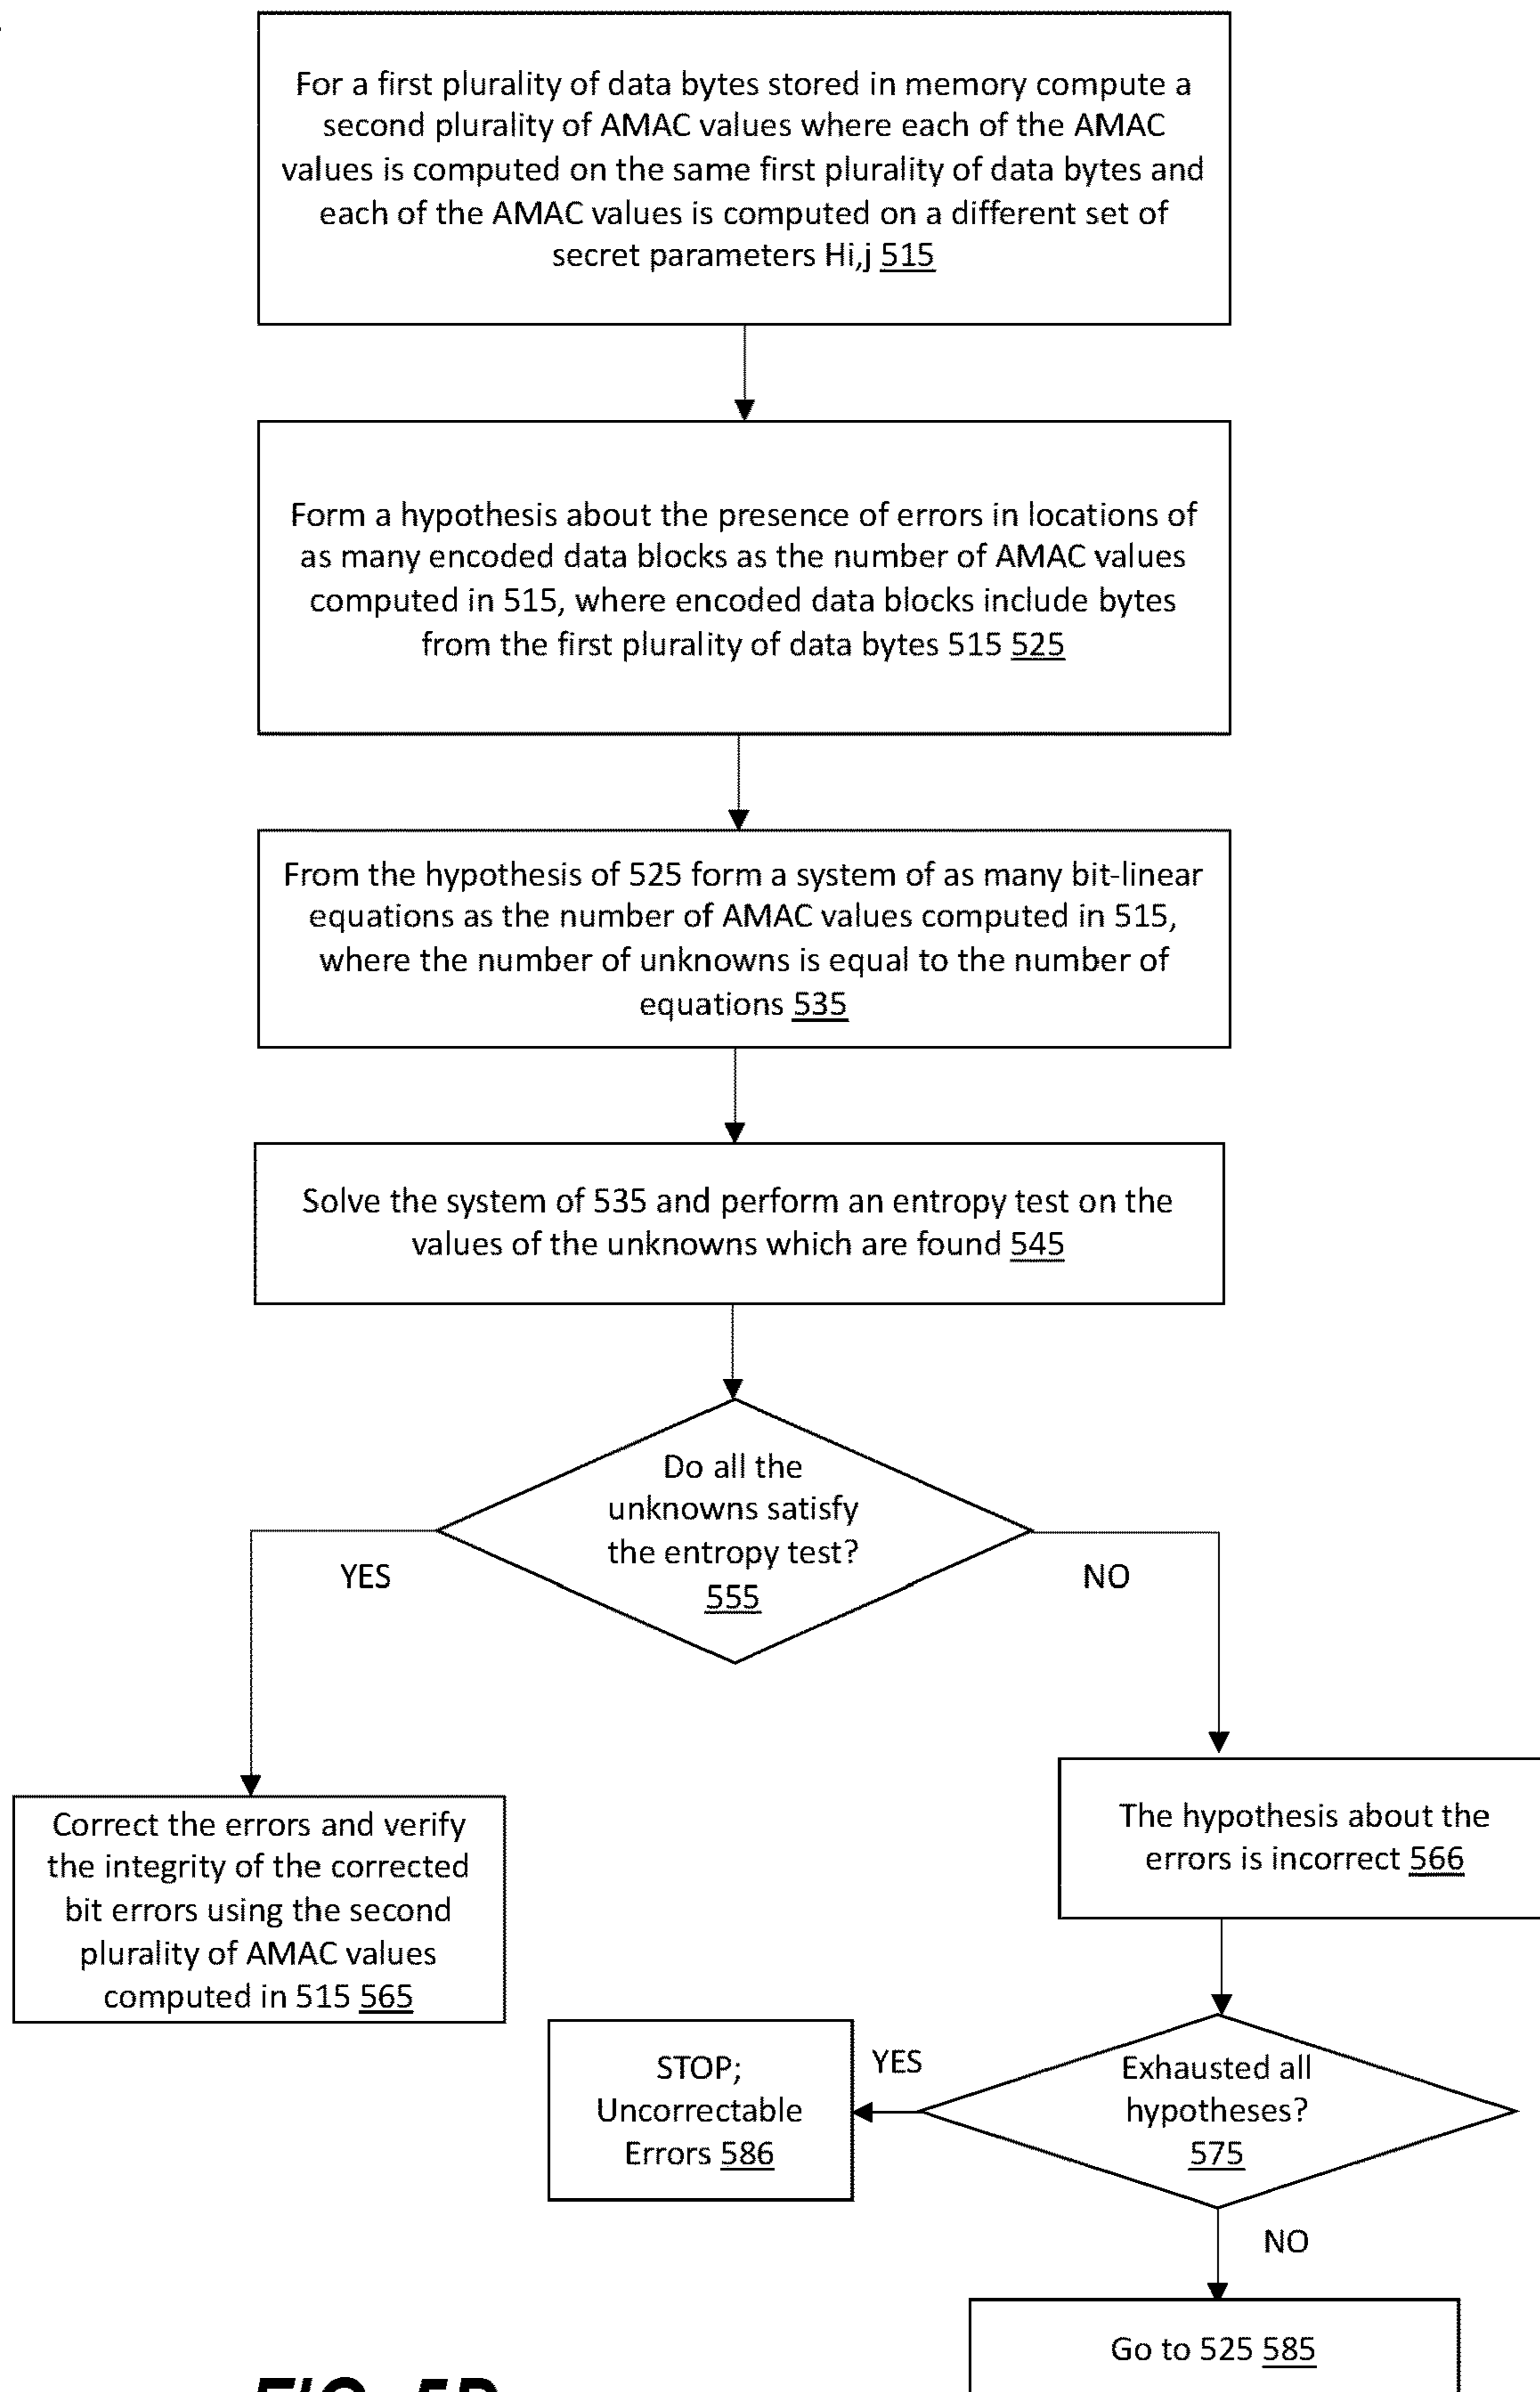 For a first plurality of data bytes stored in memory compute a
second plurality of AMAC values where each of the AMAC
values is computed on the same first plurality of data bytes and
each of the AMAC values is computed on a different set of
secret parameters Hi,j 515
Form a hypothesis about the presence of errors in locations of
as many encoded data blocks as the number of AMAC values
computed in 515, where encoded data blocks include bytes
from the first plurality of data bytes 515 525
From the hypothesis of 525 form a system of as many bit-linear
equations as the number of AMAC values computed in 515,
where the number of unknowns is equal to the number of
equations 535
Solve the system of 535 and perform an entropy test on the
values of the unknowns which are found 545
Do all the
unknowns satisfy
the entropy test?
555
YES
NO
Correct the errors and verify
the integrity of the corrected
bit errors using the second
plurality of AMAC values
computed in 515 565
The hypothesis about the
errors is incorrect 566
STOP;
Uncorrectable
Errors 586
YES
Exhausted all
hypotheses?
575
NO
Go to 525 585